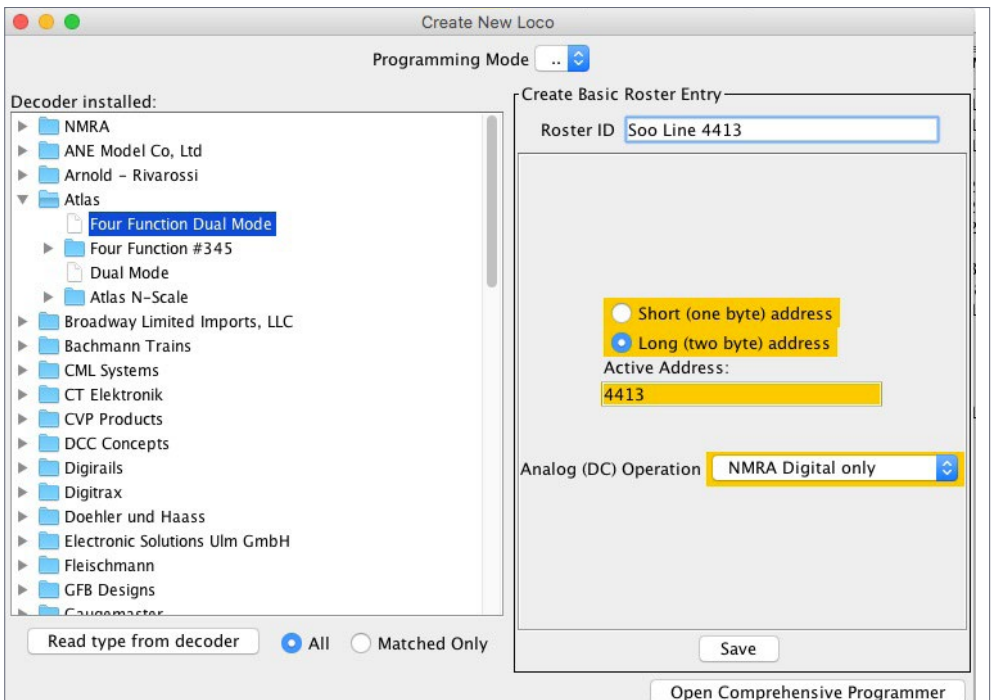 Create New Loco
Programming Mode ..
Decoder installed:
NMRA
ANE Model Co, Ltd
Arnold - Rivarossi
Atlas
Four Function Dual Mode
Four Function #345
Dual Mode
Atlas N-Scale
Broadway Limited Imports, LLC
Bachmann Trains
CML Systems
CT Elektronik
CVP Products
DCC Concepts
Digirails
Digitrax
Doehler und Haass
Electronic Solutions Ulm GmbH
Fleischmann
GFB Designs
Gaugemaster
Read type from decoder All Matched Only
Create Basic Roster Entry
Roster ID Soo Line 4413
Short (one byte) address
Long (two byte) address
Active Address:
4413
Analog (DC) Operation NMRA Digital only
Save
Open Comprehensive Programmer